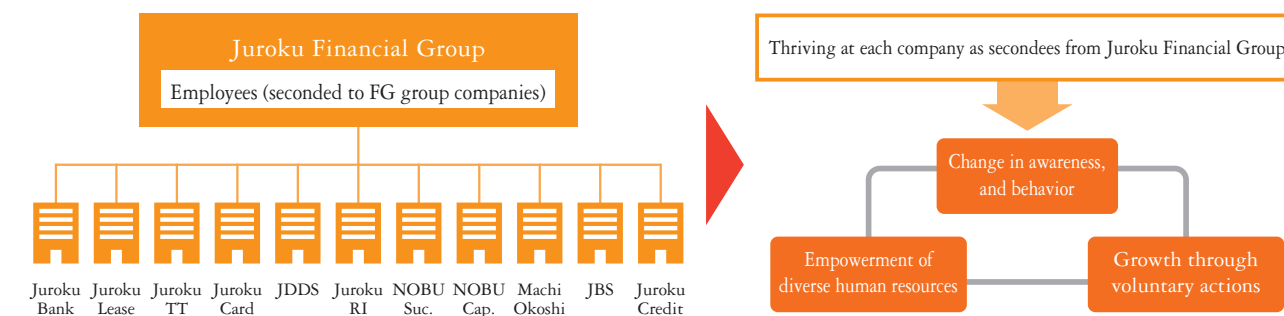 Juroku Financial Group
Employees (seconded to FG group companies)
Juroku Bank
Juroku Lease
Juroku TT
Juroku Card
JDDS
Juroku RI
NOBU Suc.
NOBU Cap.
Machi Okoshi
JBS
Juroku Credit
Thriving at each company as secondees from Juroku Financial Group
Change in awareness,
and behavior
Empowerment of
diverse human resources
Growth through
voluntary actions